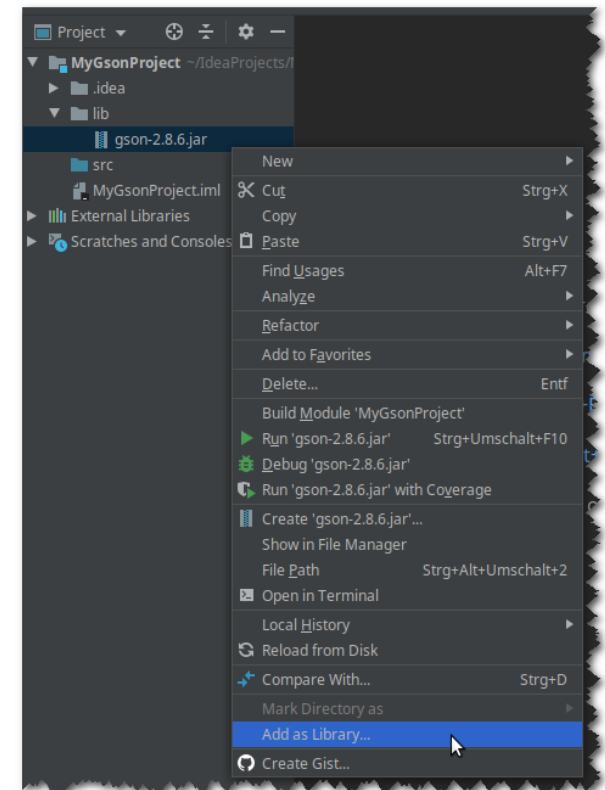 Project
MyGsonProject ~/IdeaProjects/
.idea
lib
gson-2.8.6.jar
src
MyGsonProject.iml
External Libraries
Scratches and Consoles
New
Cut Strg+X
Copy
Paste Strg+V
Find Usages Alt+F7
Analyze
Refactor
Add to Favorites
Delete... Entf
Build Module 'MyGsonProject'
Run 'gson-2.8.6.jar' Strg+Umschalt+F10
Debug 'gson-2.8.6.jar'
Run 'gson-2.8.6.jar' with Coverage
Create 'gson-2.8.6.jar'...
Show in File Manager
File Path Strg+Alt+Umschalt+2
Open in Terminal
Local History
Reload from Disk
Compare With... Strg+D
Mark Directory as
Add as Library...
Create Gist...